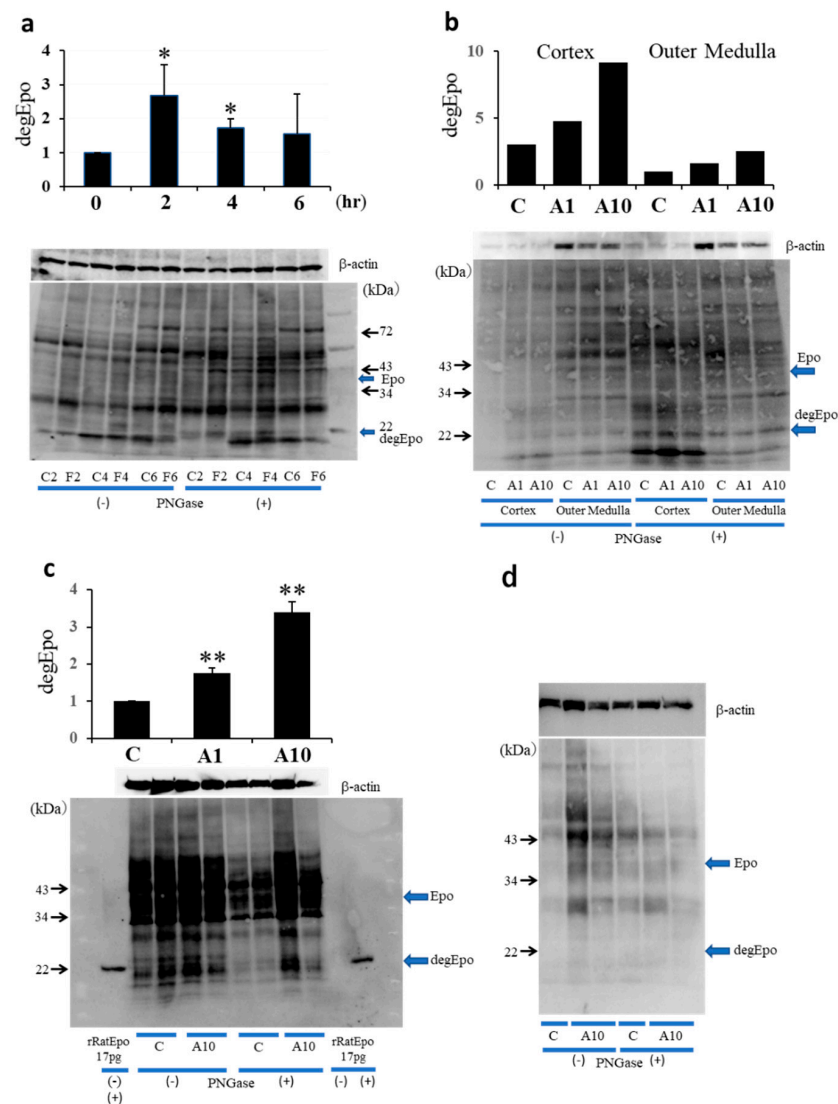 a
4
3
2
1
0
degEpo
*
*
0 2 4 6 (hr)
β-actin
(kDa)
72
43
Epo
34
22
degEpo
C2 F2 C4 F4 C6 F6 C2 F2 C4 F4 C6 F6
(-) PNGase (+)
b
10
5
0
degEpo
Cortex Outer Medulla
C A1 A10 C A1 A10
β-actin
(kDa)
43
34
22
Epo
degEpo
C A1 A10 C A1 A10 C A1 A10 C A1 A10
Cortex Outer Medulla Cortex Outer Medulla
(-) PNGase (+)
c
4
3
2
1
0
degEpo
**
**
C A1 A10
β-actin
(kDa)
43
34
22
Epo
degEpo
rRatEpo C A10 C A10 rRatEpo
17pg 17pg
(-) (-) PNGase (+) (-) (+)
(+)
d
β-actin
(kDa)
43
34
22
Epo
degEpo
C A10 C A10
(-) PNGase (+)